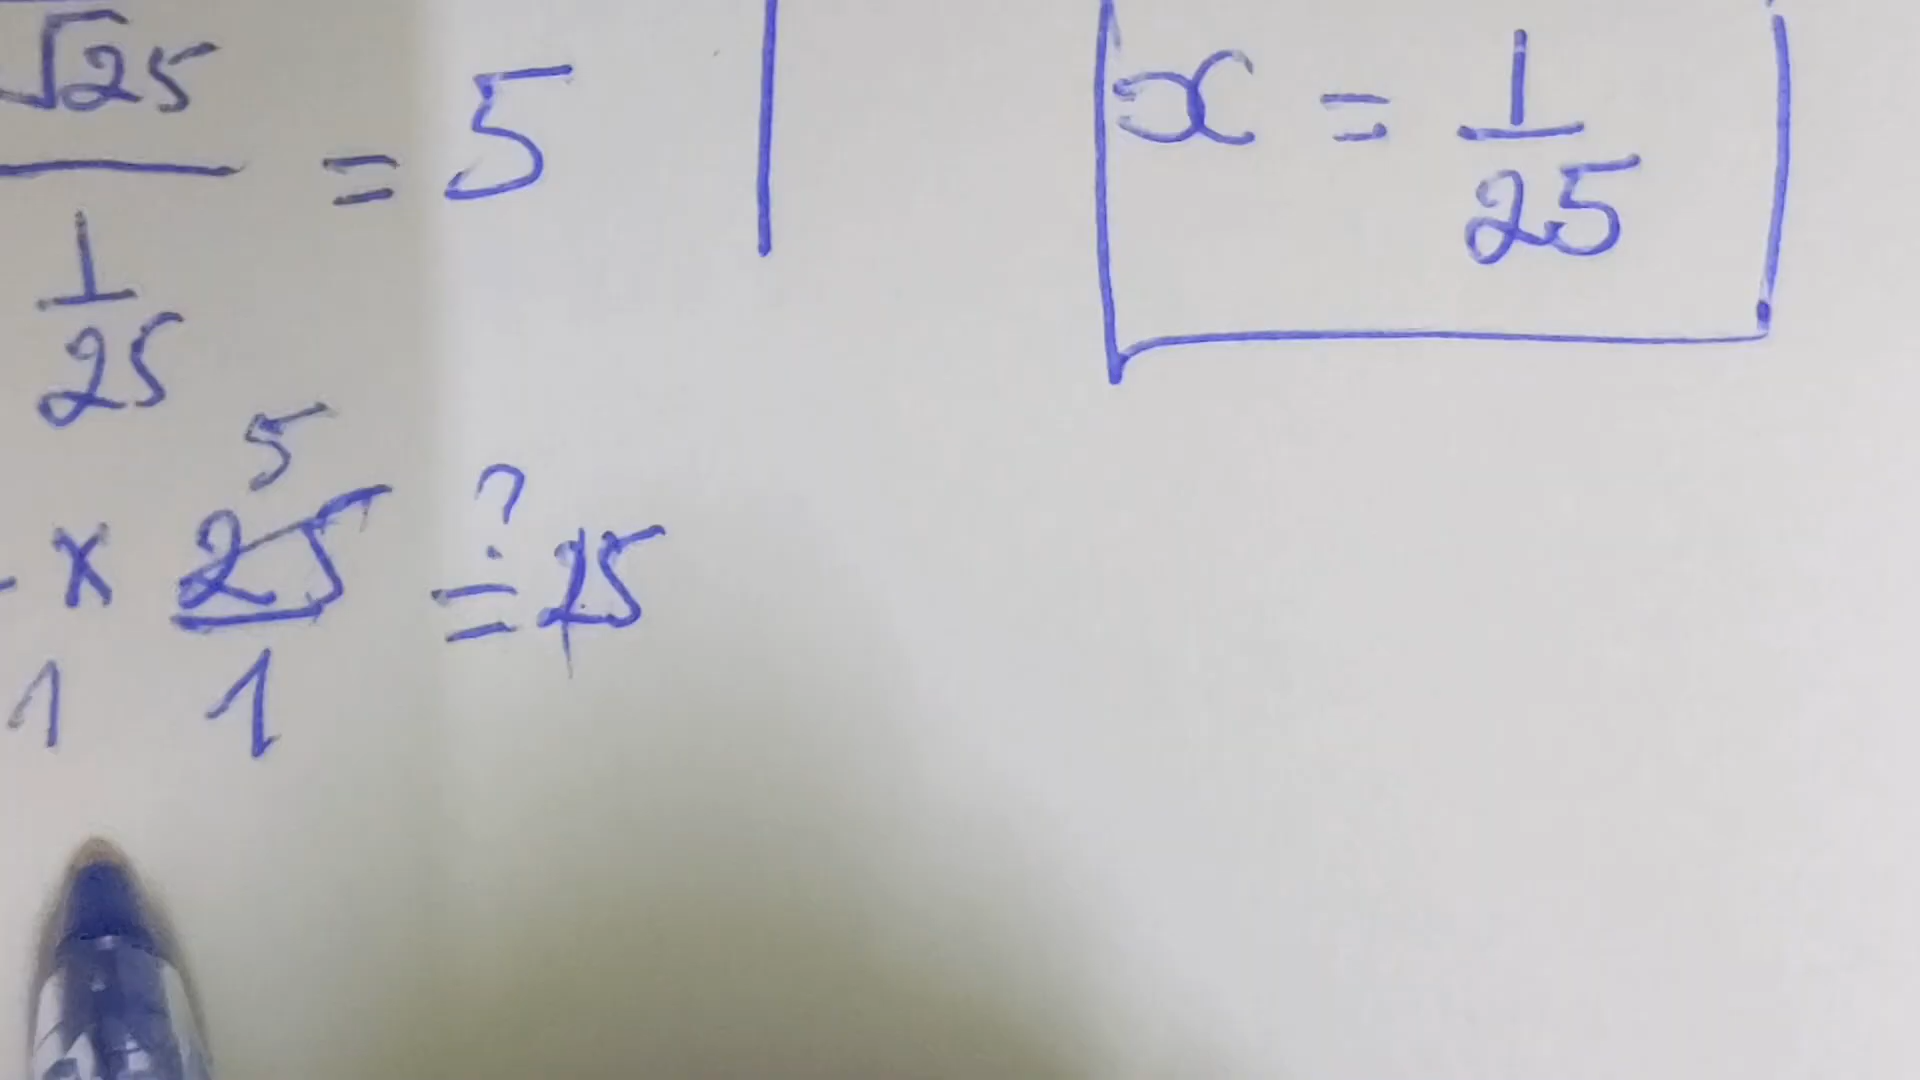 √25 / (1/25) = 5
x = 1/25
5
× 25/1 =? 25
1